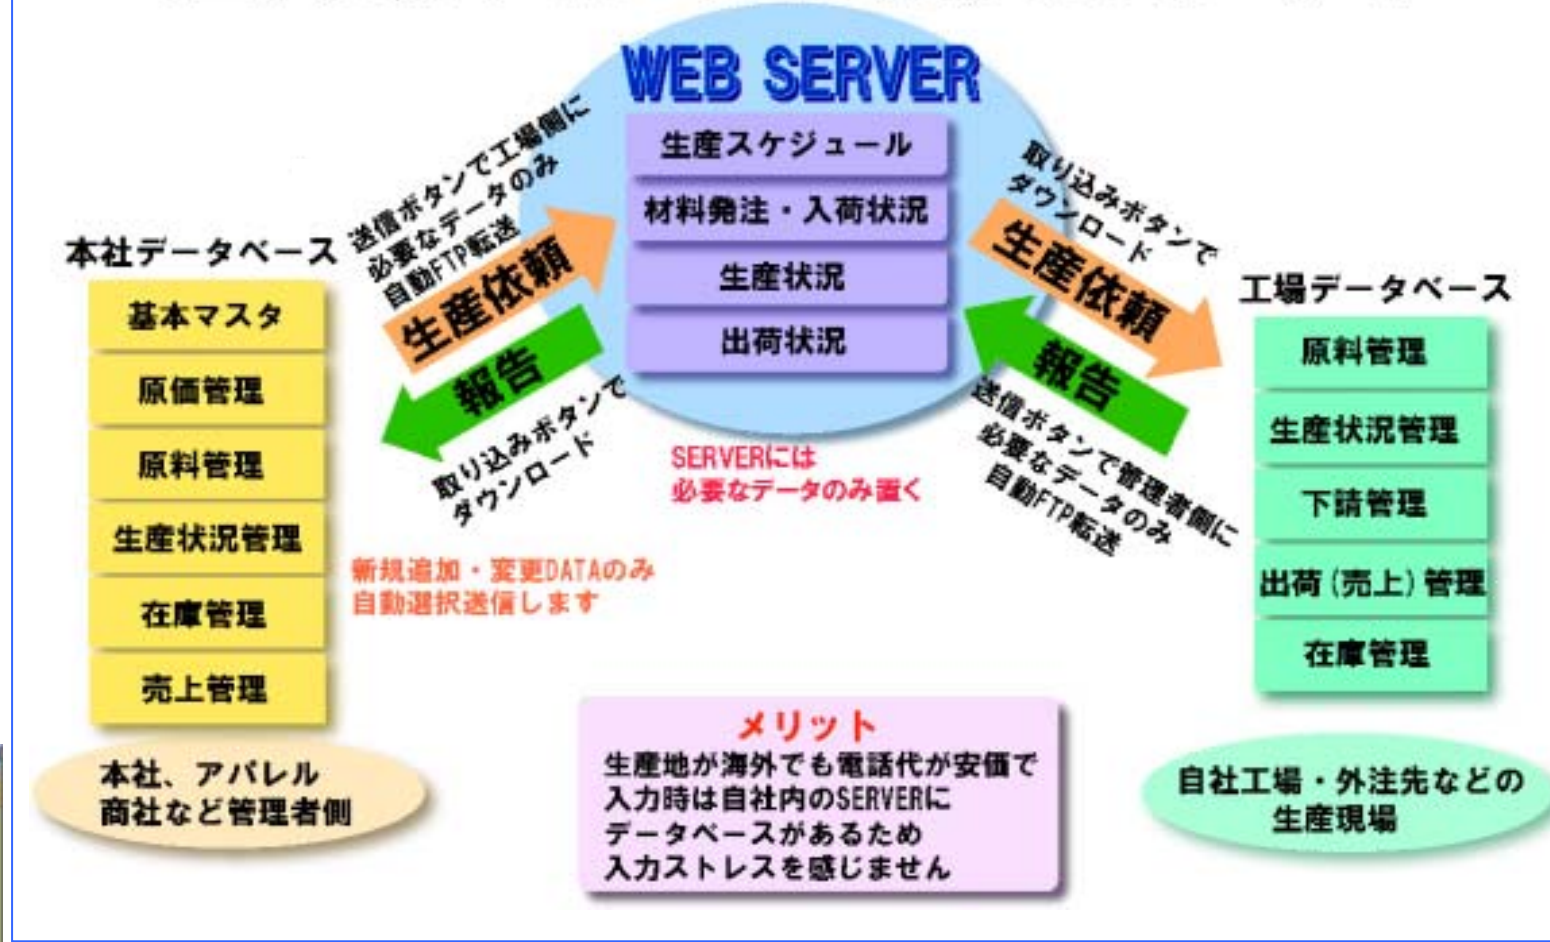 WEB SERVER
生産スケジュール
材料発注・入荷状況
生産状況
出荷状況
送信ボタンで工場側に
必要なデータのみ
自動FTP転送
生産依頼
報告
取り込みボタンで
ダウンロード
取り込みボタンで
ダウンロード
生産依頼
報告
送信ボタンで管理者側に
必要なデータのみ
自動FTP転送
SERVERには
必要なデータのみ置く
本社データベース
基本マスタ
原価管理
原料管理
生産状況管理
在庫管理
売上管理
本社、アパレル
商社など管理者側
新規追加・変更DATAのみ
自動選択送信します
メリット
生産地が海外でも電話代が安価で
入力時は自社内のSERVERに
データベースがあるため
入力ストレスを感じません
工場データベース
原料管理
生産状況管理
下請管理
出荷(売上)管理
在庫管理
自社工場・外注先などの
生産現場